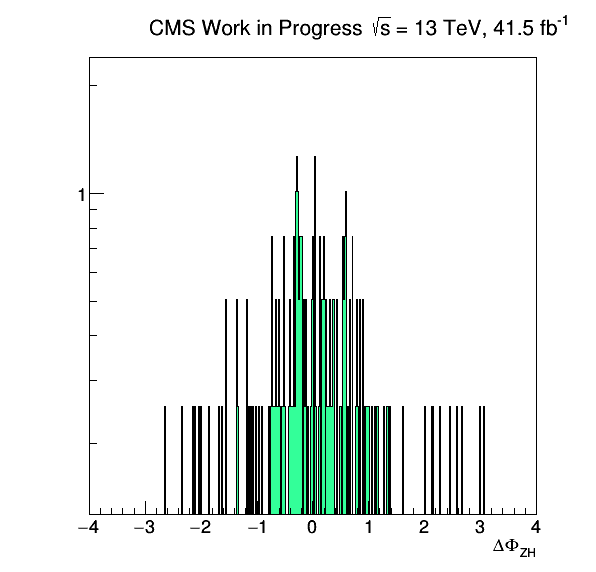 CMS Work in Progress √s = 13 TeV, 41.5 fb⁻¹
1
−4 −3 −2 −1 0 1 2 3 4
ΔΦZH